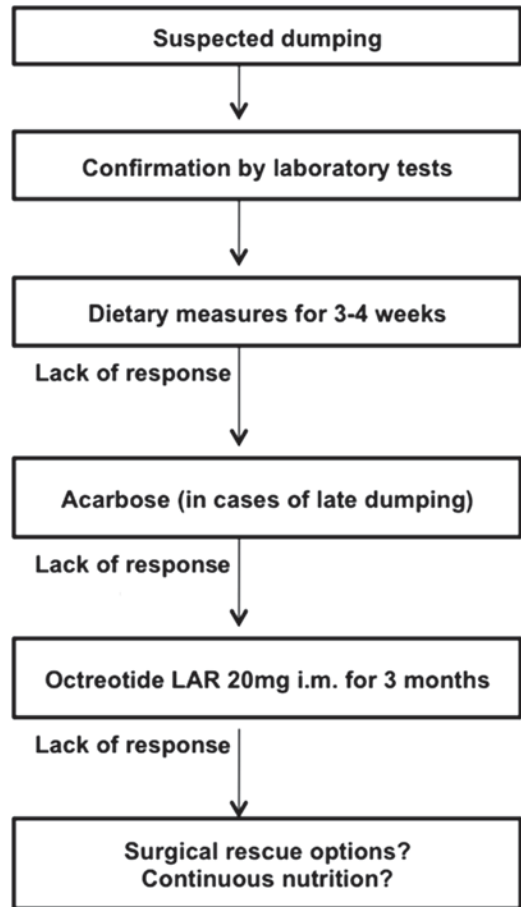 Suspected dumping
Confirmation by laboratory tests
Dietary measures for 3-4 weeks
Lack of response
Acarbose (in cases of late dumping)
Lack of response
Octreotide LAR 20mg i.m. for 3 months
Lack of response
Surgical rescue options?
Continuous nutrition?